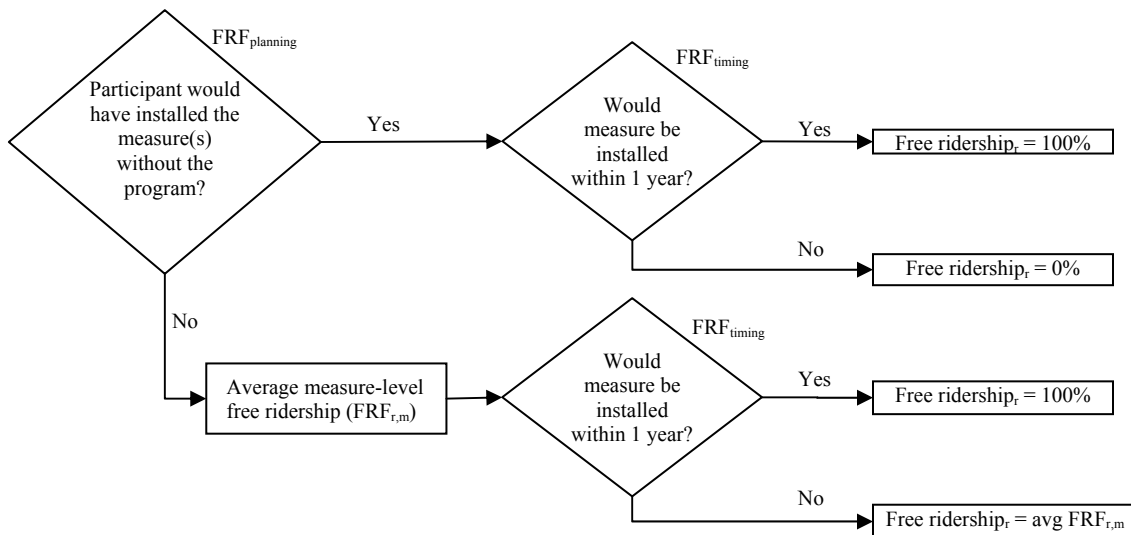 FRFplanning
Participant would
have installed the
measure(s)
without the
program?
Yes
FRFtiming
Would
measure be
installed
within 1 year?
Yes
Free ridershipr = 100%
No
Free ridershipr = 0%
No
Average measure-level
free ridership (FRFr,m)
FRFtiming
Would
measure be
installed
within 1 year?
Yes
Free ridershipr = 100%
No
Free ridershipr = avg FRFr,m